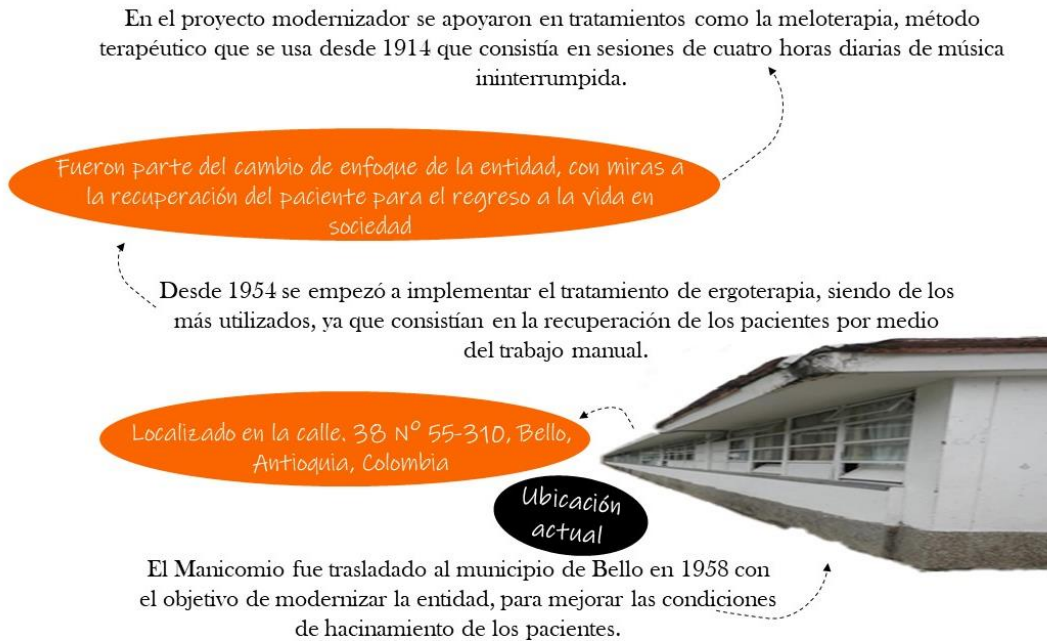 En el proyecto modernizador se apoyaron en tratamientos como la meloterapia, método
terapéutico que se usa desde 1914 que consistía en sesiones de cuatro horas diarias de música
ininterrumpida.
Fueron parte del cambio de enfoque de la entidad, con miras a
la recuperación del paciente para el regreso a la vida en
sociedad
Desde 1954 se empezó a implementar el tratamiento de ergoterapia, siendo de los
más utilizados, ya que consistían en la recuperación de los pacientes por medio
del trabajo manual.
Localizado en la calle. 38 Nº 55-310, Bello,
Antioquia, Colombia
Ubicación
actual
El Manicomio fue trasladado al municipio de Bello en 1958 con
el objetivo de modernizar la entidad, para mejorar las condiciones
de hacinamiento de los pacientes.